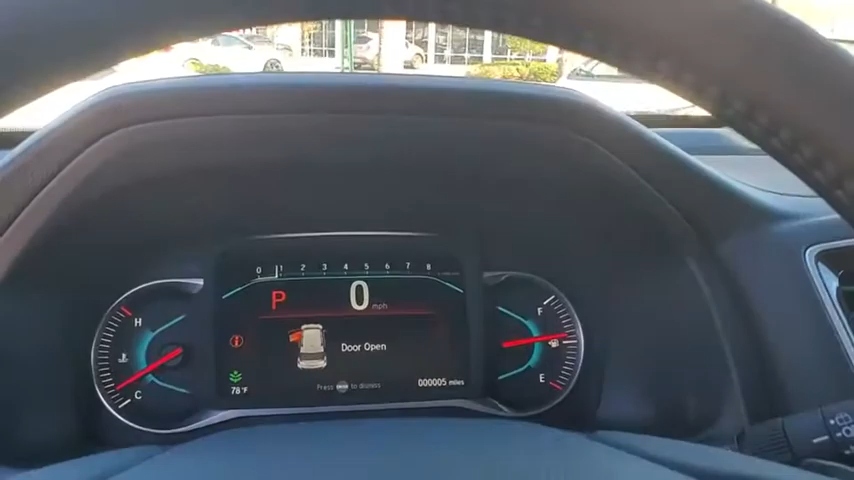 0 1 2 3 4 5 6 7 8
P 0 mph
H F
Door Open
C E
Press to dismiss
78°F 000005 miles